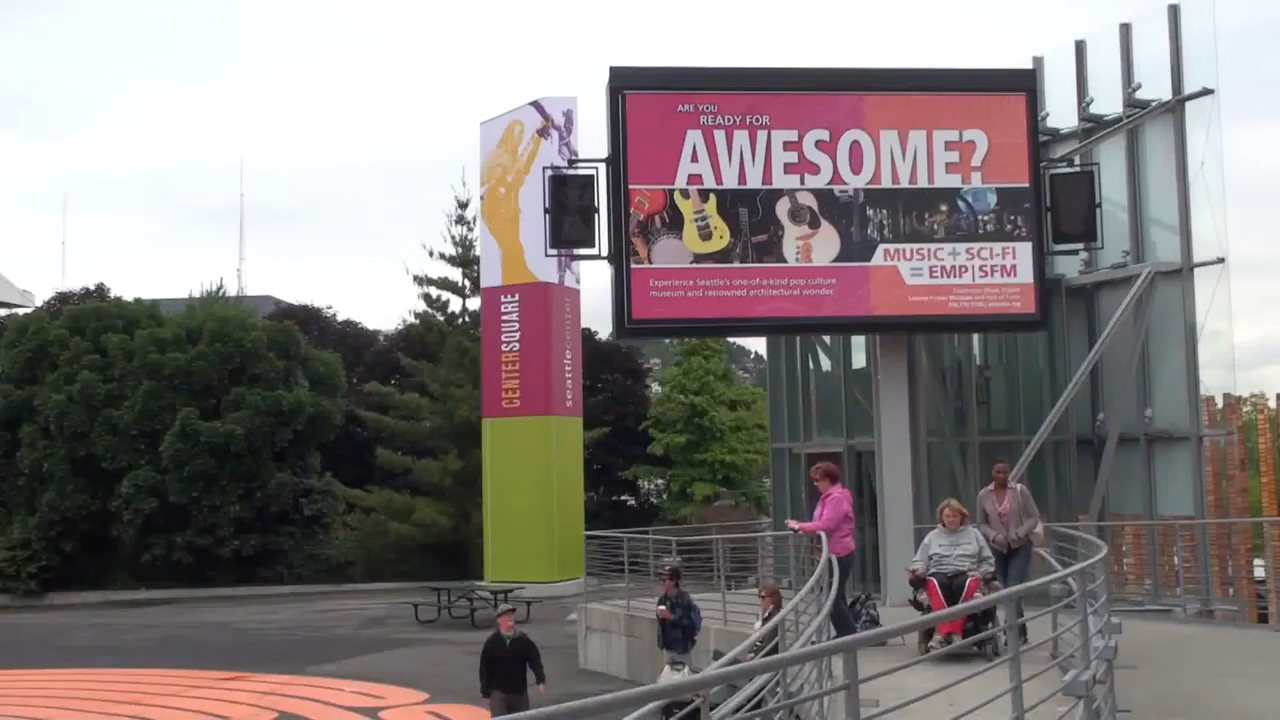 ARE YOU
READY FOR
AWESOME?
MUSIC + SCI-FI
= EMP|SFM
Experience Seattle's one-of-a-kind pop culture
museum and renowned architectural wonder.
CENTERSQUARE
seattlecenter